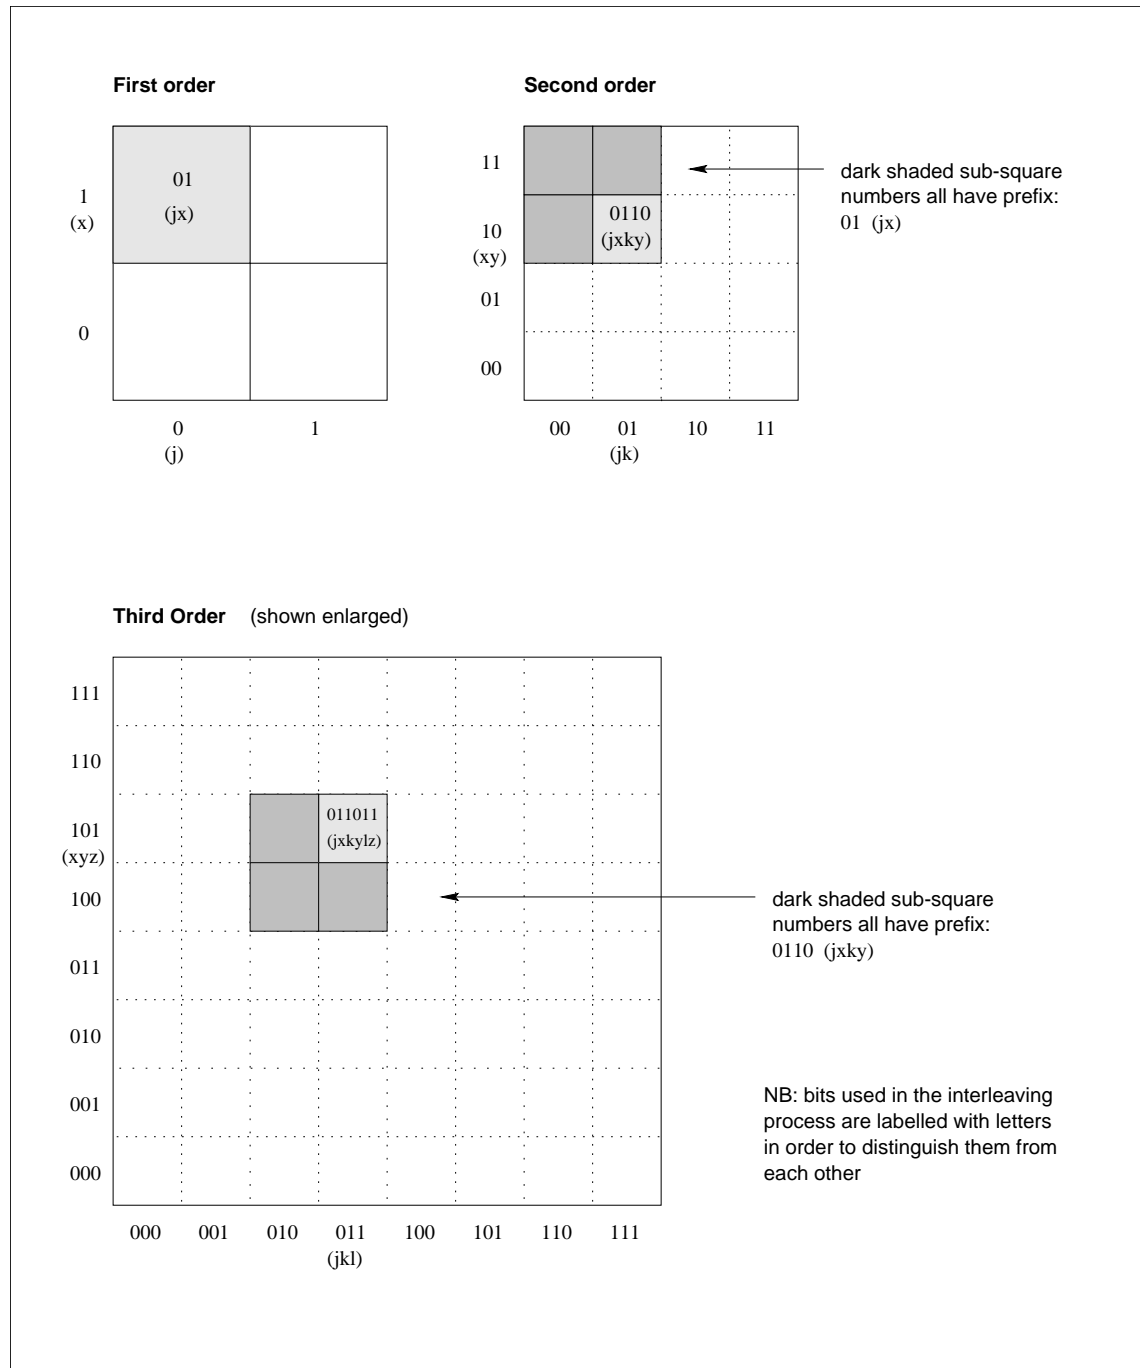 First order
Second order
01
(jx)
1
(x)
0
0
1
(j)
11
10
(xy)
01
00
0110
(jxky)
00 01 10 11
(jk)
dark shaded sub-square
numbers all have prefix:
01 (jx)
Third Order (shown enlarged)
111
110
101
(xyz)
100
011
010
001
000
011011
(jxkylz)
000 001 010 011 100 101 110 111
(jkl)
dark shaded sub-square
numbers all have prefix:
0110 (jxky)
NB: bits used in the interleaving
process are labelled with letters
in order to distinguish them from
each other